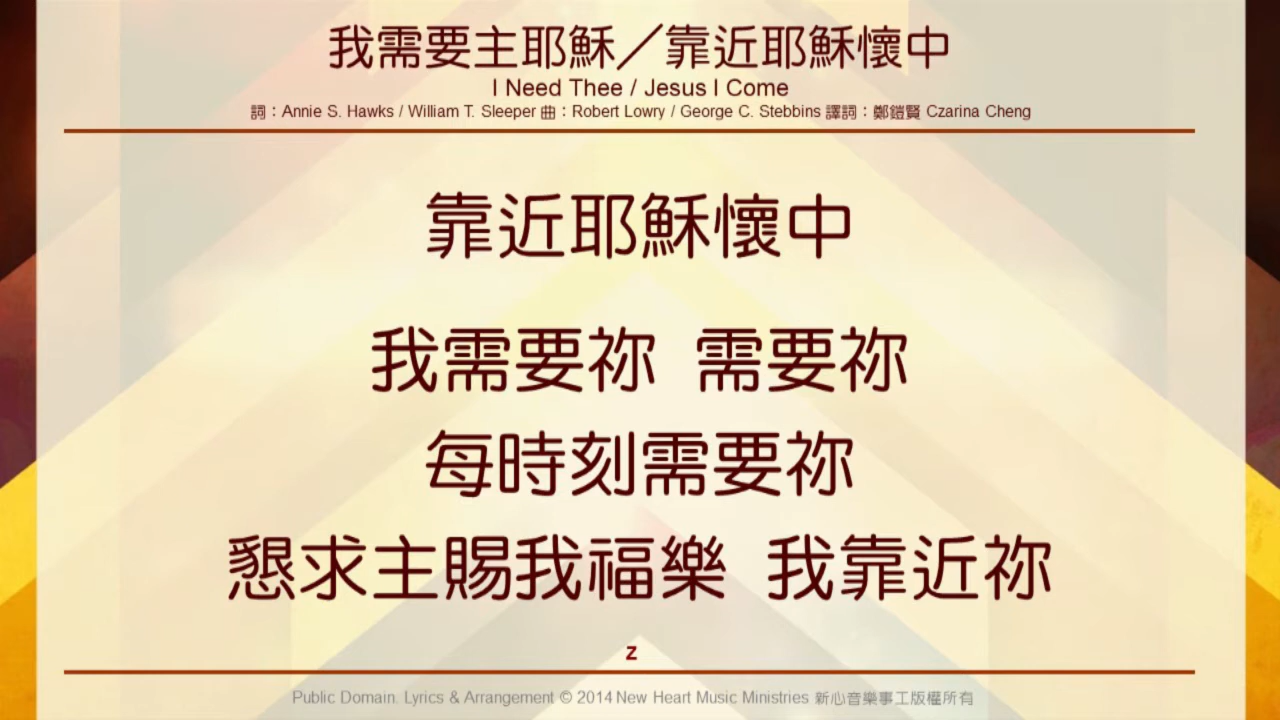 我需要主耶穌／靠近耶穌懷中
I Need Thee / Jesus I Come
詞：Annie S. Hawks / William T. Sleeper 曲：Robert Lowry / George C. Stebbins 譯詞：鄭鎧賢 Czarina Cheng
靠近耶穌懷中
我需要祢 需要祢
每時刻需要祢
懇求主賜我福樂 我靠近祢
z
Public Domain. Lyrics & Arrangement © 2014 New Heart Music Ministries 新心音樂事工版權所有